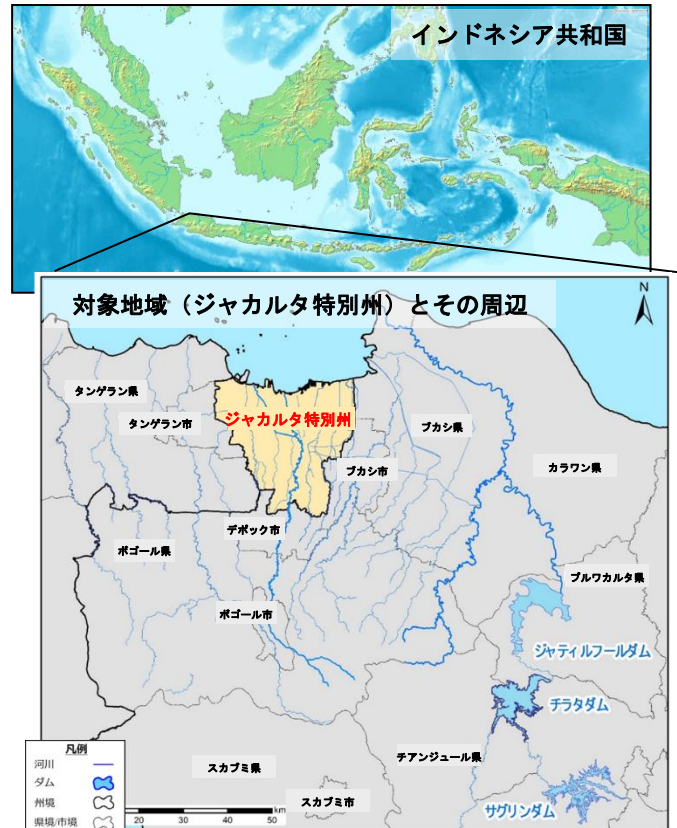 インドネシア共和国
対象地域（ジャカルタ特別州）とその周辺
N
タンゲラン県
タンゲラン市
ジャカルタ特別州
ブカシ県
ブカシ市
カラワン県
デポック市
ボゴール県
プルワカルタ県
ボゴール市
ジャティルフールダム
チラタダム
チアンジュール県
スカブミ県
スカブミ市
サグリンダム
凡例
河川
ダム
州境
県境/市境
20 30 40 50 km